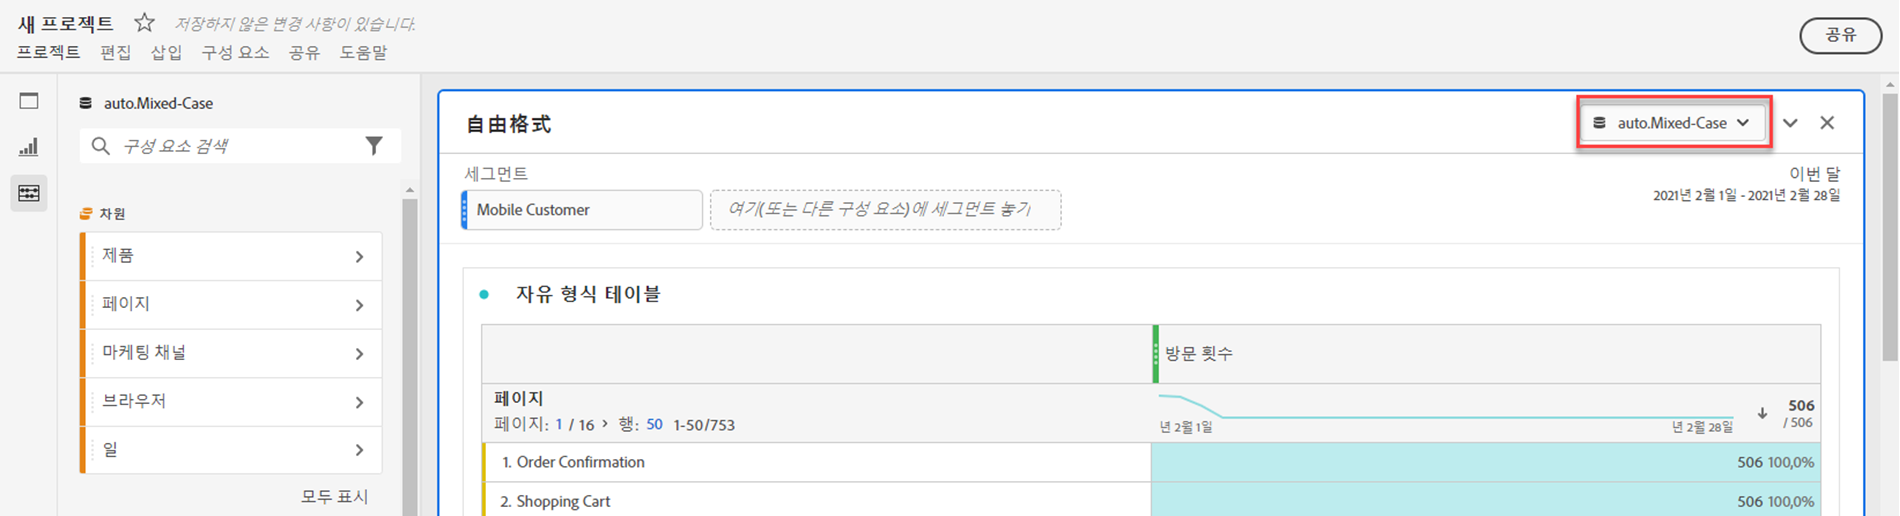 새 프로젝트 저장하지 않은 변경 사항이 있습니다.
프로젝트 편집 삽입 구성 요소 공유 도움말
공유
auto.Mixed-Case
구성 요소 검색
차원
제품
페이지
마케팅 채널
브라우저
일
모두 표시
自由格式
auto.Mixed-Case
세그먼트
Mobile Customer
여기(또는 다른 구성 요소)에 세그먼트 놓기
이번 달
2021년 2월 1일 - 2021년 2월 28일
자유 형식 테이블
방문 횟수
페이지
페이지: 1 / 16 > 행: 50 1-50/753
년 2월 1일
년 2월 28일
506
/ 506
1. Order Confirmation 506 100,0%
2. Shopping Cart 506 100,0%